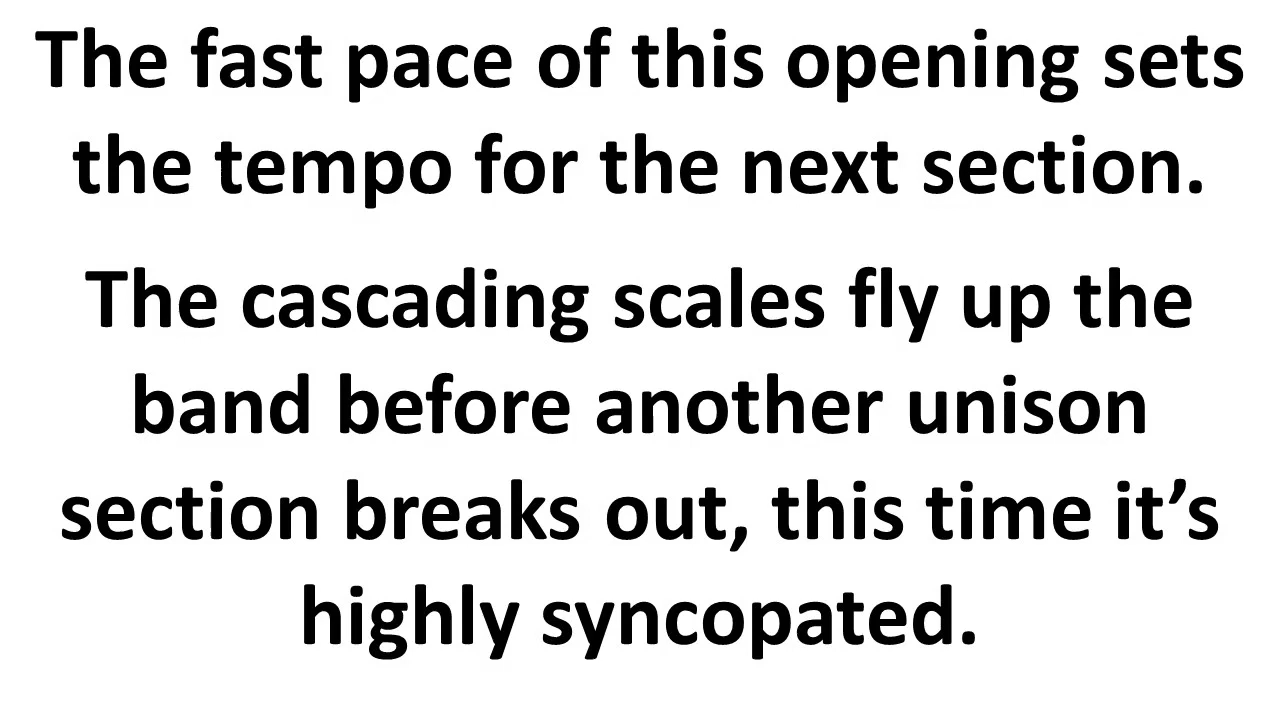 The fast pace of this opening sets
the tempo for the next section.
The cascading scales fly up the
band before another unison
section breaks out, this time it’s
highly syncopated.